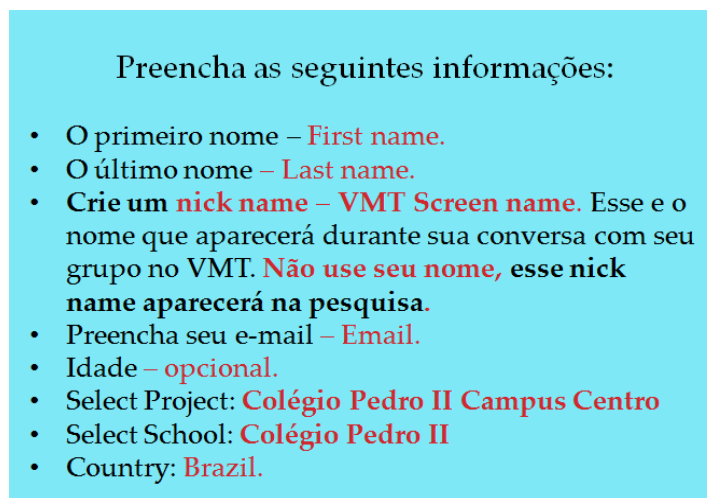 Preencha as seguintes informações:
• O primeiro nome – First name.
• O último nome – Last name.
• Crie um nick name – VMT Screen name. Esse e o
nome que aparecerá durante sua conversa com seu
grupo no VMT. Não use seu nome, esse nick
name aparecerá na pesquisa.
• Preencha seu e-mail – Email.
• Idade – opcional.
• Select Project: Colégio Pedro II Campus Centro
• Select School: Colégio Pedro II
• Country: Brazil.